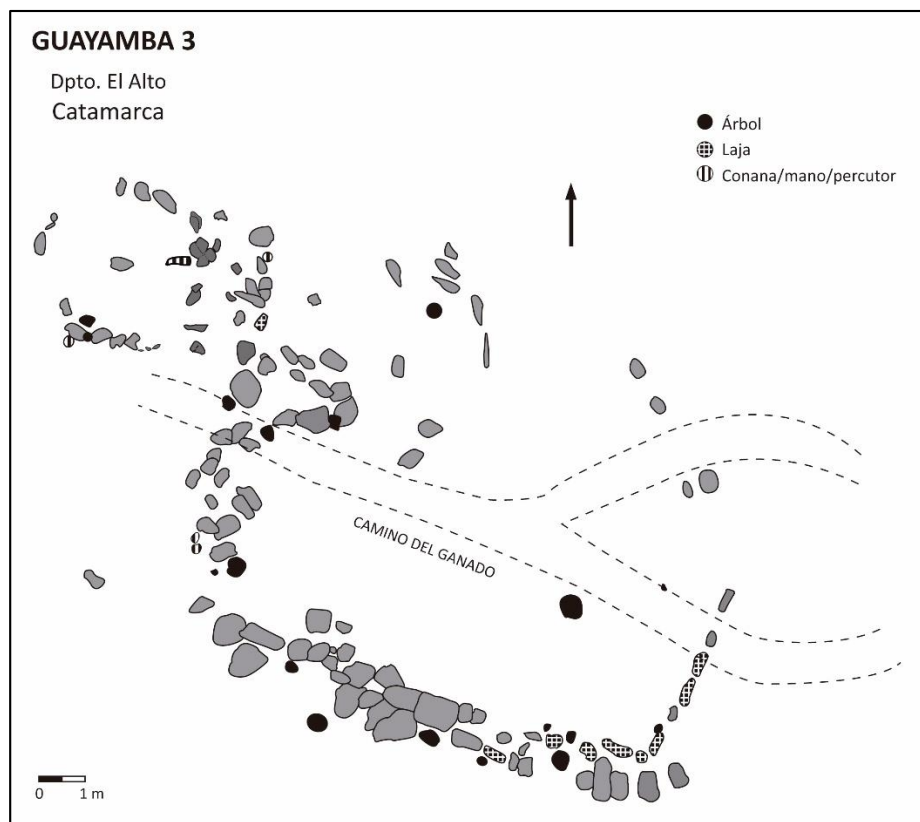 GUAYAMBA 3
Dpto. El Alto
Catamarca
Árbol
Laja
Conana/mano/percutor
CAMINO DEL GANADO
0 1 m